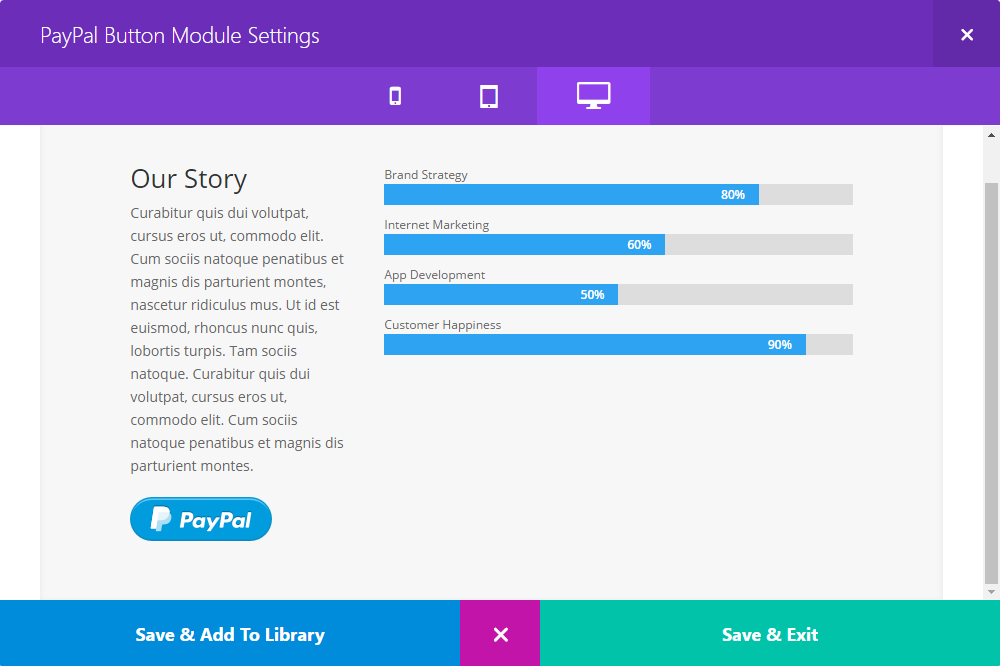 PayPal Button Module Settings
Our Story
Curabitur quis dui volutpat,
cursus eros ut, commodo elit.
Cum sociis natoque penatibus et
magnis dis parturient montes,
nascetur ridiculus mus. Ut id est
euismod, rhoncus nunc quis,
lobortis turpis. Tam sociis
natoque. Curabitur quis dui
volutpat, cursus eros ut,
commodo elit. Cum sociis
natoque penatibus et magnis dis
parturient montes.
PayPal
Brand Strategy
80%
Internet Marketing
60%
App Development
50%
Customer Happiness
90%
Save & Add To Library
Save & Exit